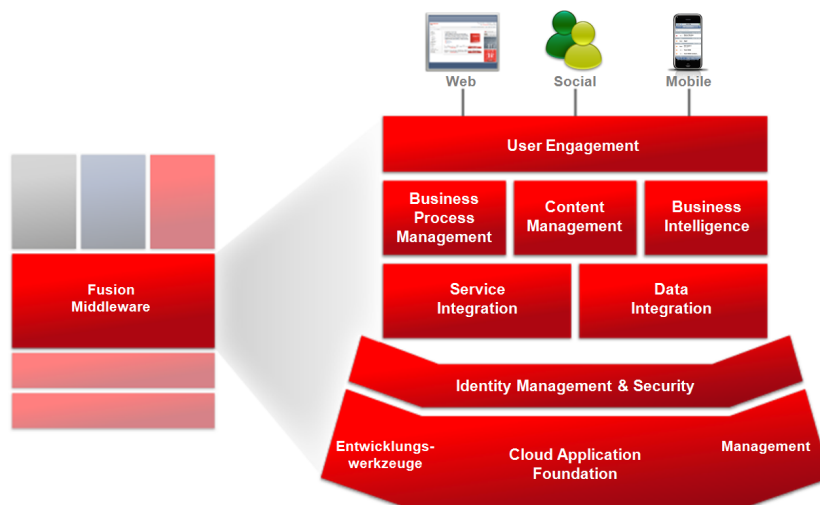 Web
Social
Mobile
User Engagement
Business
Process
Management
Content
Management
Business
Intelligence
Fusion
Middleware
Service
Integration
Data
Integration
Identity Management & Security
Entwicklungs-
werkzeuge
Cloud Application
Foundation
Management